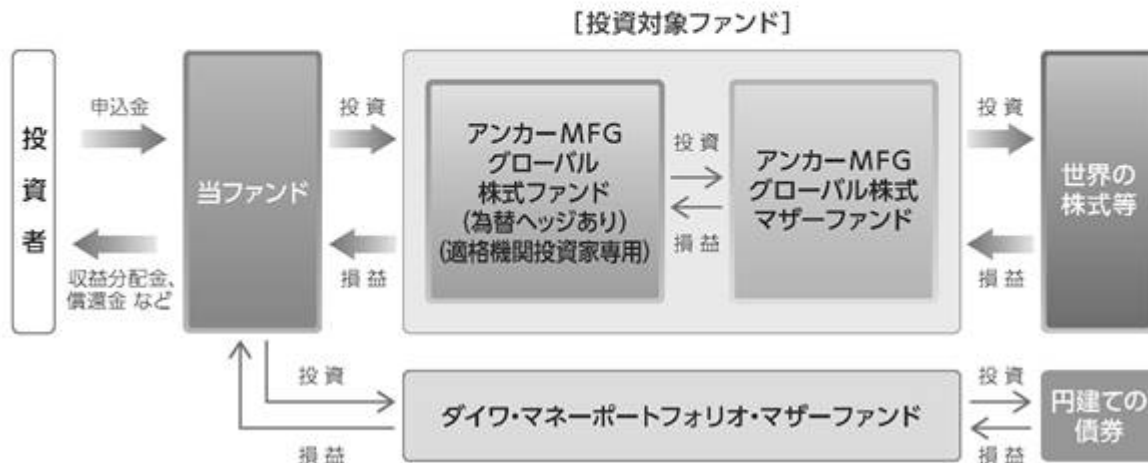 [投資対象ファンド]
投資者
申込金
収益分配金、
償還金 など
当ファンド
投資
損益
アンカーMFG
グローバル
株式ファンド
(為替ヘッジあり)
(適格機関投資家専用)
投資
損益
アンカーMFG
グローバル株式
マザーファンド
投資
損益
世界の
株式等
投資
損益
ダイワ・マネーポートフォリオ・マザーファンド
投資
損益
円建ての
債券